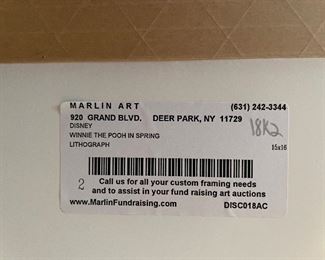 MARLIN ART (631) 242-3344
920 GRAND BLVD. DEER PARK, NY 11729
DISNEY
WINNIE THE POOH IN SPRING
LITHOGRAPH
18K2
15x16
2
Call us for all your custom framing needs
and to assist in your fund raising art auctions
www.MarlinFundraising.com DISC018AC